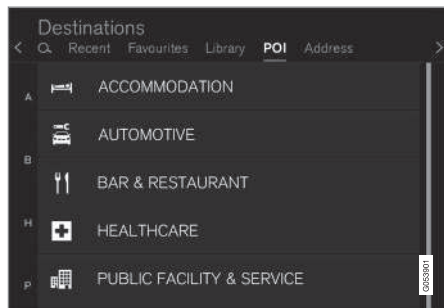 Destinations
Recent Favourites Library POI Address
A
ACCOMMODATION
AUTOMOTIVE
B
BAR & RESTAURANT
H
HEALTHCARE
P
PUBLIC FACILITY & SERVICE
G053901